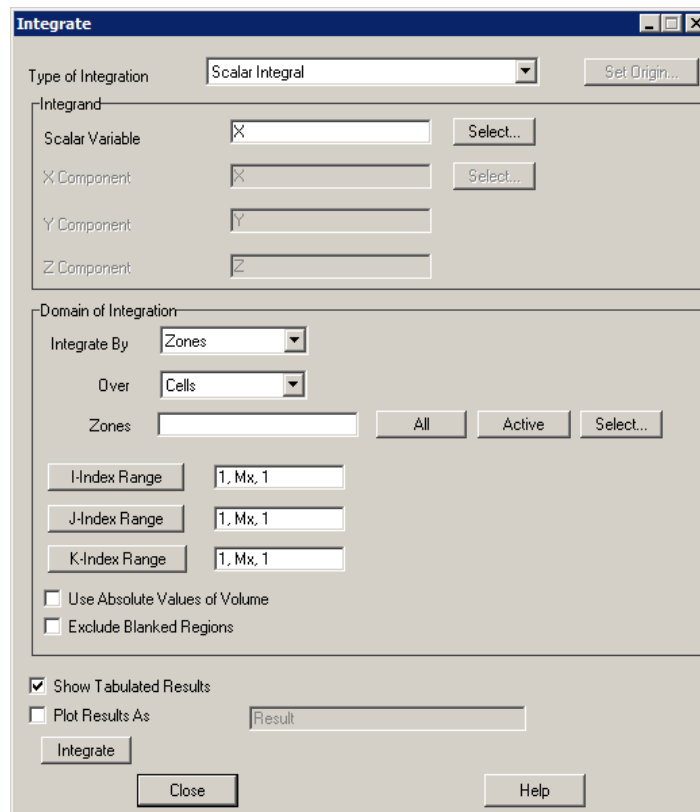 Integrate
Type of Integration Scalar Integral Set Origin...
Integrand
Scalar Variable X Select...
X Component X Select...
Y Component Y
Z Component Z
Domain of Integration
Integrate By Zones
Over Cells
Zones All Active Select...
I-Index Range 1, Mx, 1
J-Index Range 1, Mx, 1
K-Index Range 1, Mx, 1
Use Absolute Values of Volume
Exclude Blanked Regions
Show Tabulated Results
Plot Results As Result
Integrate
Close Help